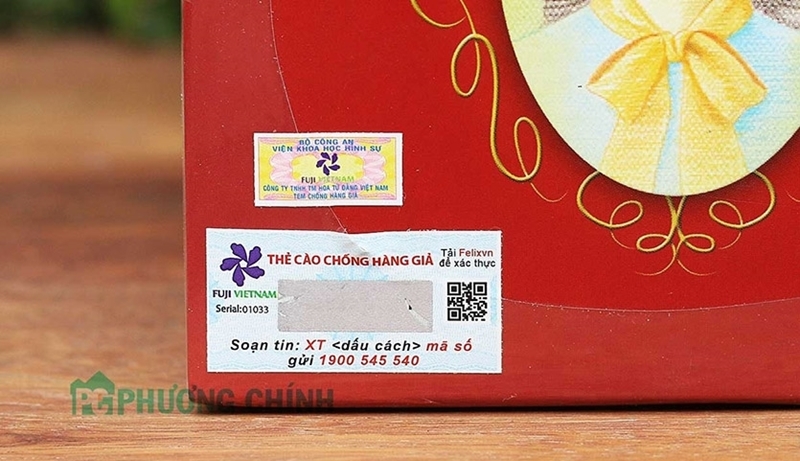 BỘ CÔNG AN
VIỆN KHOA HỌC HÌNH SỰ
FUJI VIETNAM
CÔNG TY TNHH TM HOA TỬ ĐẰNG VIỆT NAM
TEM CHỐNG HÀNG GIẢ
THẺ CÀO CHỐNG HÀNG GIẢ
Tải Felixvn
để xác thực
FUJI VIETNAM
Serial:01033
Soạn tin: XT <dấu cách> mã số
gửi 1900 545 540
PC PHƯƠNG CHÍNH